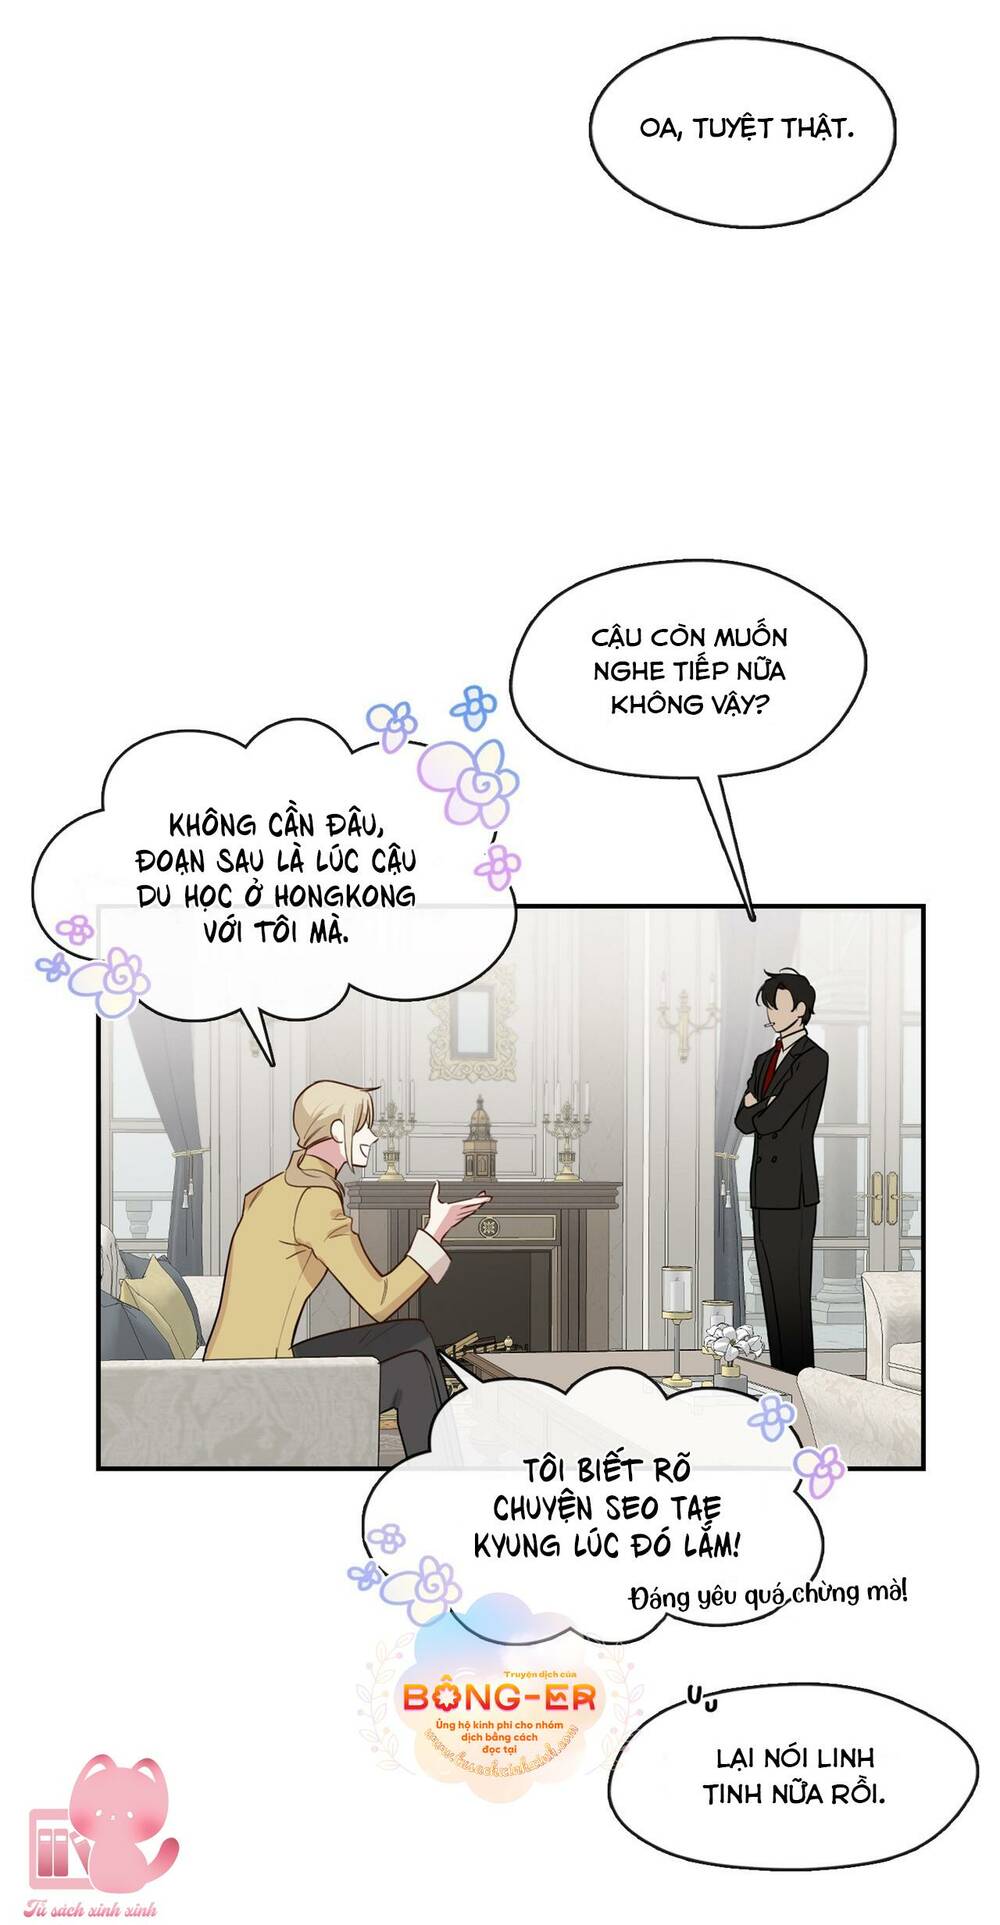 OA, TUYỆT THẬT.
CẬU CÒN MUỐN
NGHE TIẾP NỮA
KHÔNG VẬY?
KHÔNG CẦN ĐÂU,
ĐOẠN SAU LÀ LÚC CẬU
DU HỌC Ở HONGKONG
VỚI TÔI MÀ.
TÔI BIẾT RÕ
CHUYỆN SEO TAE
KYUNG LÚC ĐÓ LẮM!
Đáng yêu quá chừng mà!
Truyện dịch của
BÔNG-ER
Ủng hộ kinh phí cho nhóm
dịch bằng cách
đọc tại
www.tusachxinhxinh.com
LẠI NÓI LINH
TINH NỮA RỒI.
Tủ sách xinh xinh